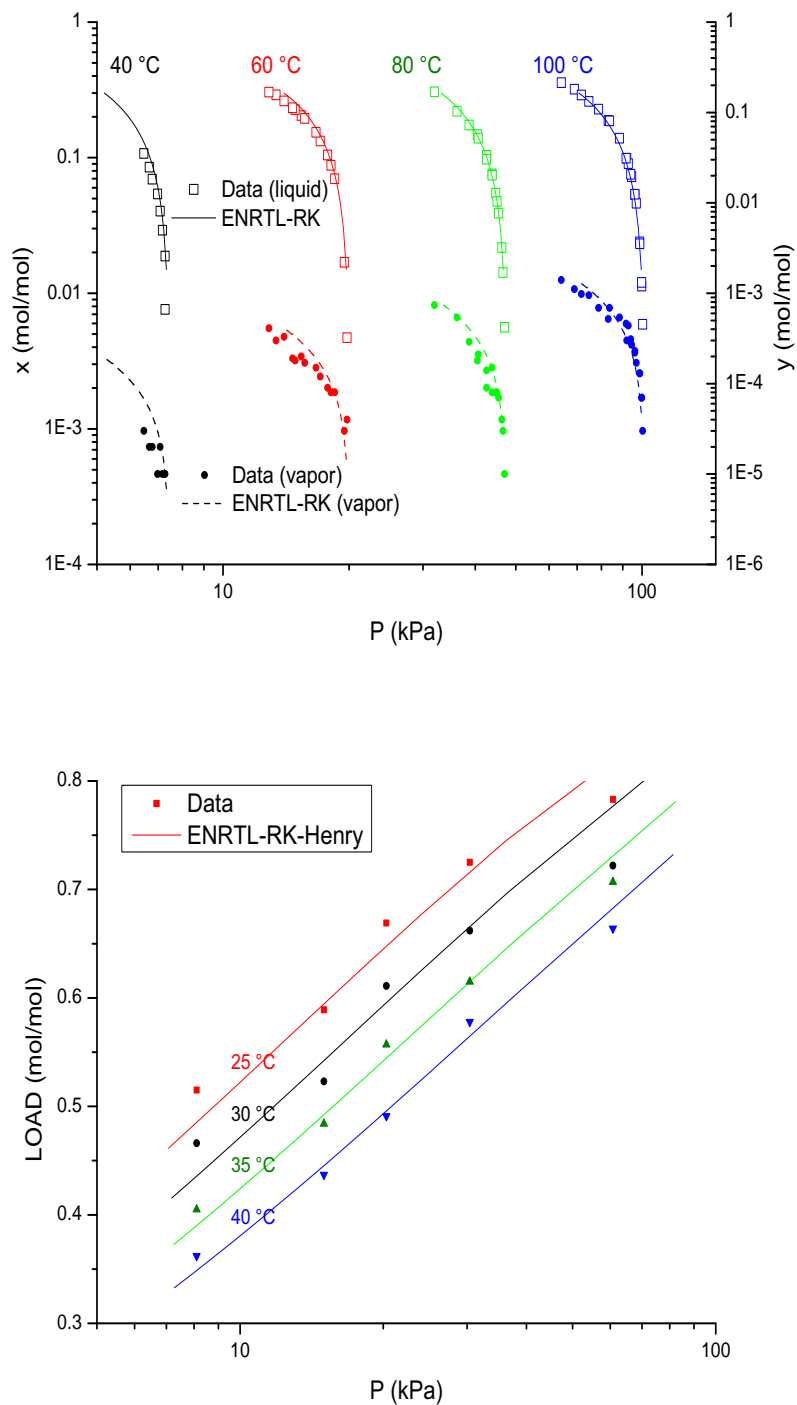 1
0.1
0.01
1E-3
1E-4
x (mol/mol)
40 °C
60 °C
80 °C
100 °C
Data (liquid)
ENRTL-RK
Data (vapor)
ENRTL-RK (vapor)
1
0.1
0.01
1E-3
1E-4
1E-5
1E-6
y (mol/mol)
10
100
P (kPa)
0.8
0.7
0.6
0.5
0.4
0.3
LOAD (mol/mol)
Data
ENRTL-RK-Henry
25 °C
30 °C
35 °C
40 °C
10
100
P (kPa)